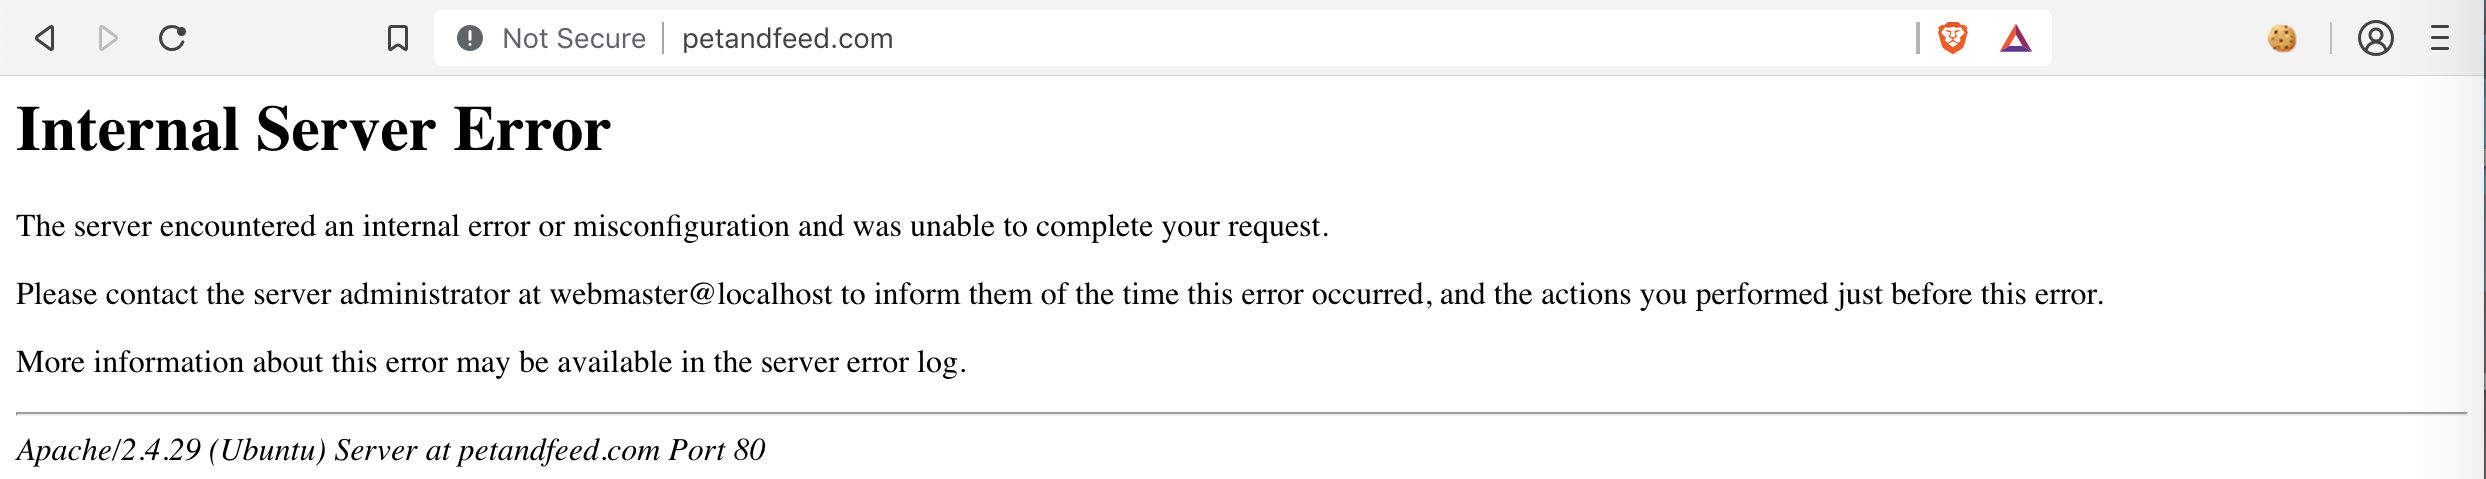 Not Secure petandfeed.com
Internal Server Error
The server encountered an internal error or misconfiguration and was unable to complete your request.
Please contact the server administrator at webmaster@localhost to inform them of the time this error occurred, and the actions you performed just before this error.
More information about this error may be available in the server error log.
Apache/2.4.29 (Ubuntu) Server at petandfeed.com Port 80